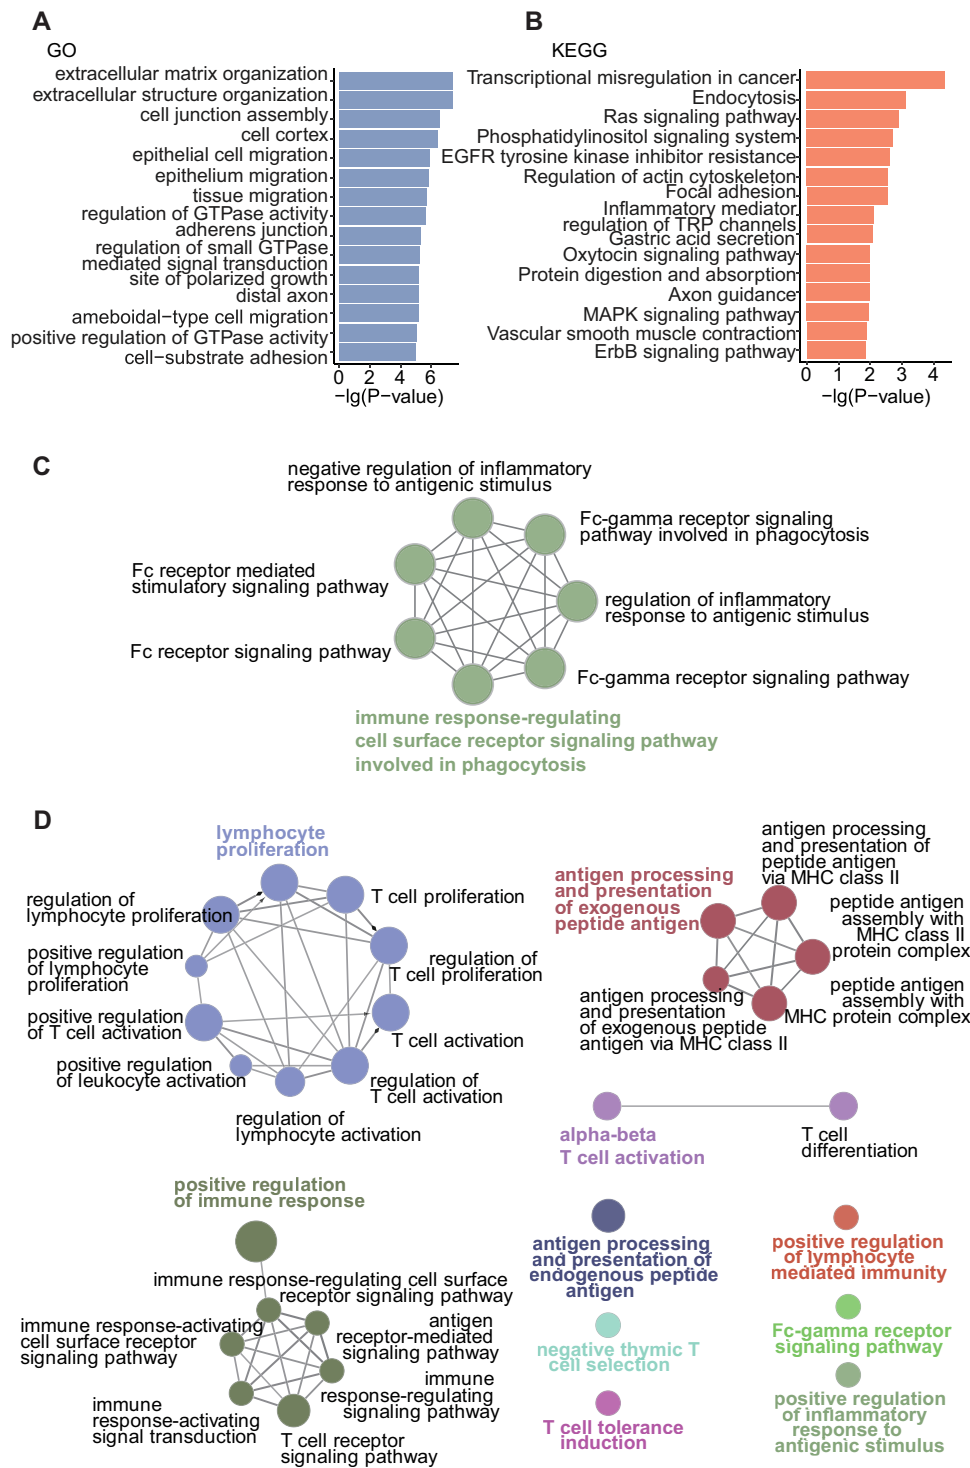 A
GO
extracellular matrix organization
extracellular structure organization
cell junction assembly
cell cortex
epithelial cell migration
epithelium migration
tissue migration
regulation of GTPase activity
adherens junction
regulation of small GTPase
mediated signal transduction
site of polarized growth
distal axon
ameboidal−type cell migration
positive regulation of GTPase activity
cell−substrate adhesion
0 2 4 6
−lg(P−value)
B
KEGG
Transcriptional misregulation in cancer
Endocytosis
Ras signaling pathway
Phosphatidylinositol signaling system
EGFR tyrosine kinase inhibitor resistance
Regulation of actin cytoskeleton
Focal adhesion
Inflammatory mediator
regulation of TRP channels
Gastric acid secretion
Oxytocin signaling pathway
Protein digestion and absorption
Axon guidance
MAPK signaling pathway
Vascular smooth muscle contraction
ErbB signaling pathway
0 1 2 3 4
−lg(P−value)
C
negative regulation of inflammatory
response to antigenic stimulus
Fc-gamma receptor signaling
pathway involved in phagocytosis
Fc receptor mediated
stimulatory signaling pathway
regulation of inflammatory
response to antigenic stimulus
Fc receptor signaling pathway
Fc-gamma receptor signaling pathway
immune response-regulating
cell surface receptor signaling pathway
involved in phagocytosis
D
lymphocyte
proliferation
T cell proliferation
regulation of
lymphocyte proliferation
positive regulation
of lymphocyte
proliferation
regulation of
T cell proliferation
positive regulation
of T cell activation
T cell activation
positive regulation
of leukocyte activation
regulation of
T cell activation
regulation of
lymphocyte activation
antigen processing
and presentation of
peptide antigen
via MHC class II
antigen processing
and presentation
of exogenous
peptide antigen
peptide antigen
assembly with
MHC class II
protein complex
antigen processing
and presentation
of exogenous peptide
antigen via MHC class II
peptide antigen
assembly with
MHC protein complex
alpha-beta
T cell activation
T cell
differentiation
positive regulation
of immune response
immune response-regulating cell surface
receptor signaling pathway
immune response-activating
cell surface receptor
signaling pathway
antigen
receptor-mediated
signaling pathway
immune
response-regulating
signaling pathway
immune
response-activating
signal transduction
T cell receptor
signaling pathway
antigen processing
and presentation of
endogenous peptide
antigen
positive regulation
of lymphocyte
mediated immunity
negative thymic T
cell selection
Fc-gamma receptor
signaling pathway
T cell tolerance
induction
positive regulation
of inflammatory
response to
antigenic stimulus